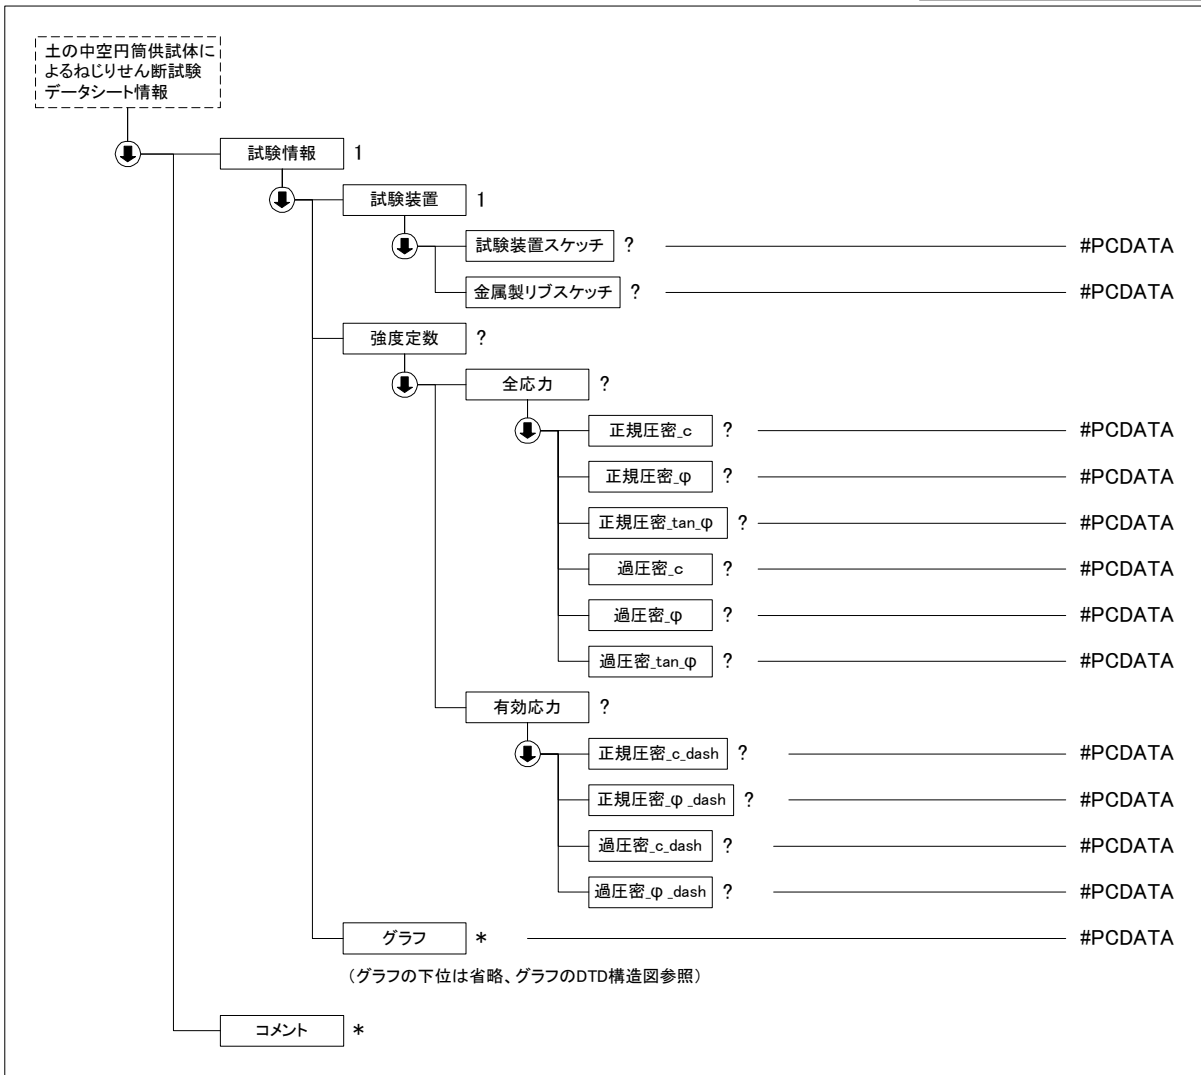 土の中空円筒供試体に
よるねじりせん断試験
データシート情報
試験情報 1
試験装置 1
試験装置スケッチ ? #PCDATA
金属製リブスケッチ ? #PCDATA
強度定数 ?
全応力 ?
正規圧密_c ? #PCDATA
正規圧密_φ ? #PCDATA
正規圧密_tan_φ ? #PCDATA
過圧密_c ? #PCDATA
過圧密_φ ? #PCDATA
過圧密_tan_φ ? #PCDATA
有効応力 ?
正規圧密_c_dash ? #PCDATA
正規圧密_φ_dash ? #PCDATA
過圧密_c_dash ? #PCDATA
過圧密_φ_dash ? #PCDATA
グラフ * #PCDATA
（グラフの下位は省略、グラフのDTD構造図参照）
コメント *